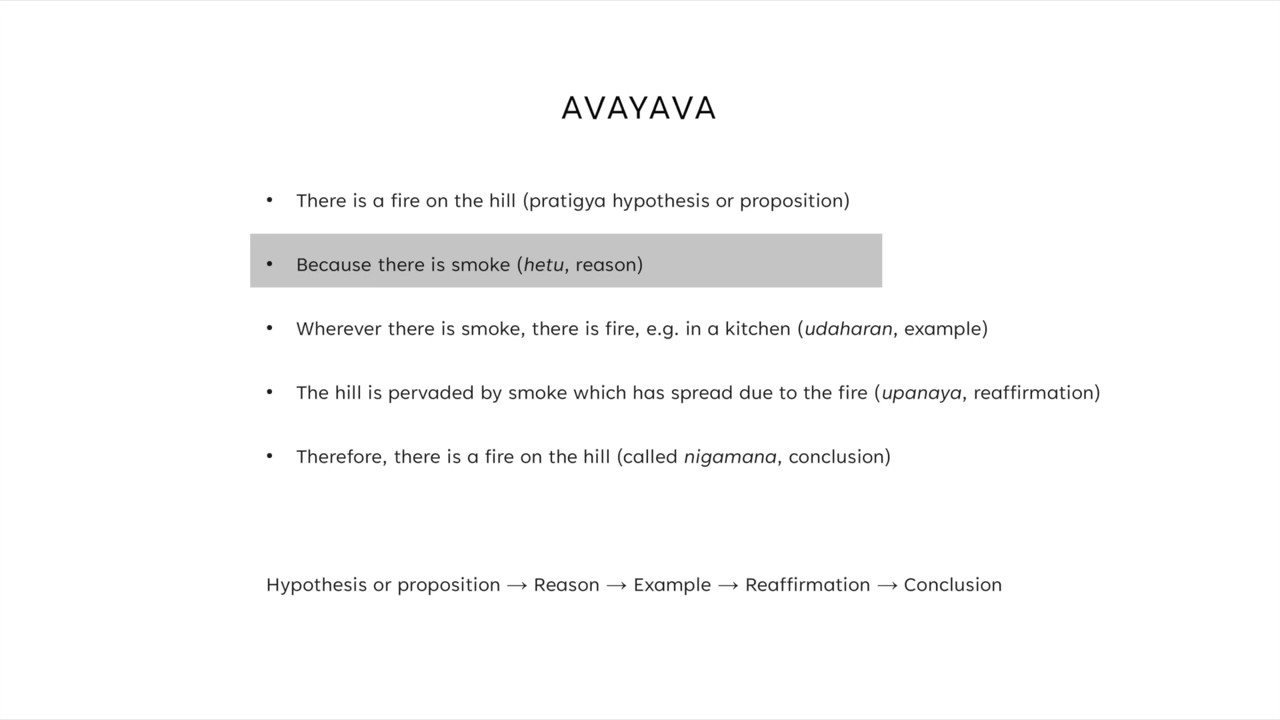 AVAYAVA
• There is a fire on the hill (pratigya hypothesis or proposition)
• Because there is smoke (hetu, reason)
• Wherever there is smoke, there is fire, e.g. in a kitchen (udaharan, example)
• The hill is pervaded by smoke which has spread due to the fire (upanaya, reaffirmation)
• Therefore, there is a fire on the hill (called nigamana, conclusion)
Hypothesis or proposition → Reason → Example → Reaffirmation → Conclusion